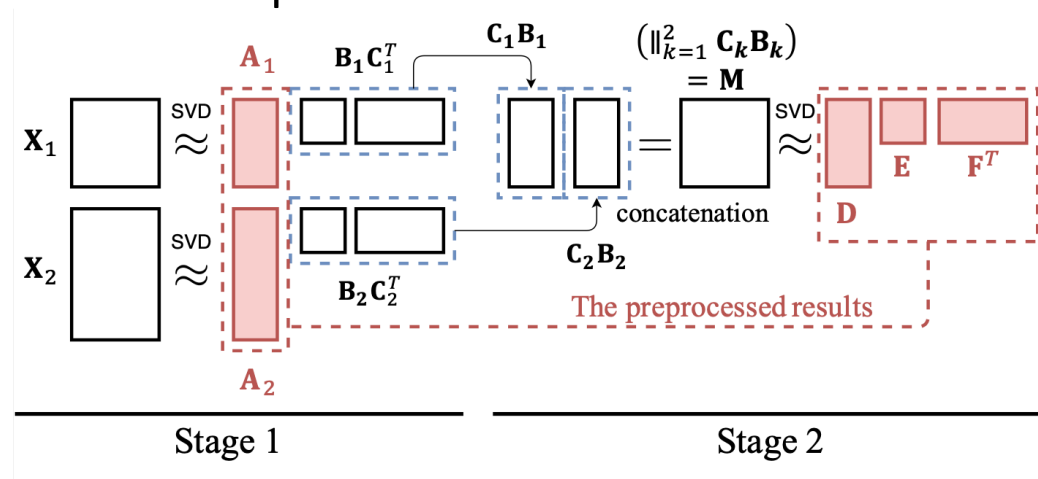 A₁
B₁C₁ᵀ
C₁B₁
(∥²ₖ₌₁ CₖBₖ)
= M
X₁
SVD
≈
=
SVD
≈
E
Fᵀ
D
concatenation
X₂
SVD
≈
B₂C₂ᵀ
C₂B₂
The preprocessed results
A₂
Stage 1
Stage 2